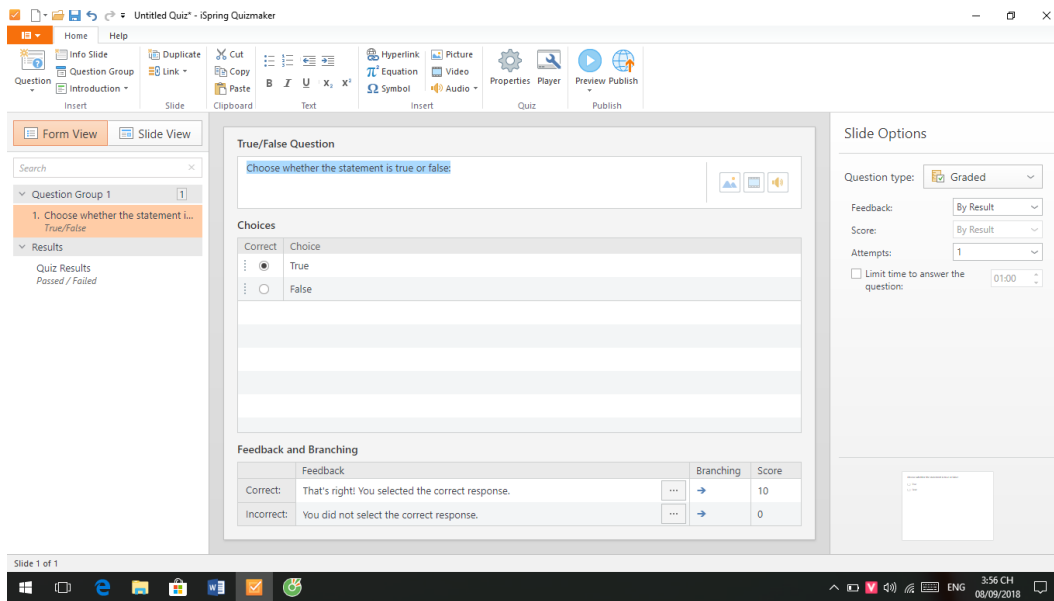 Untitled Quiz* - iSpring Quizmaker
Home Help
Question
Info Slide
Question Group
Introduction
Insert
Duplicate
Link
Slide
Cut
Copy
Paste
Clipboard
B I U X₂ X²
Text
Hyperlink
π² Equation
Ω Symbol
Picture
Video
Audio
Insert
Properties Player
Quiz
Preview Publish
Publish
Form View
Slide View
Search
Question Group 1 1
1. Choose whether the statement i...
True/False
Results
Quiz Results
Passed / Failed
True/False Question
Choose whether the statement is true or false:
Choices
Correct Choice
True
False
Feedback and Branching
Feedback Branching Score
Correct: That's right! You selected the correct response. ... 10
Incorrect: You did not select the correct response. ... 0
Slide Options
Question type: Graded
Feedback: By Result
Score: By Result
Attempts: 1
Limit time to answer the
question: 01:00
Slide 1 of 1
ENG
3:56 CH
08/09/2018